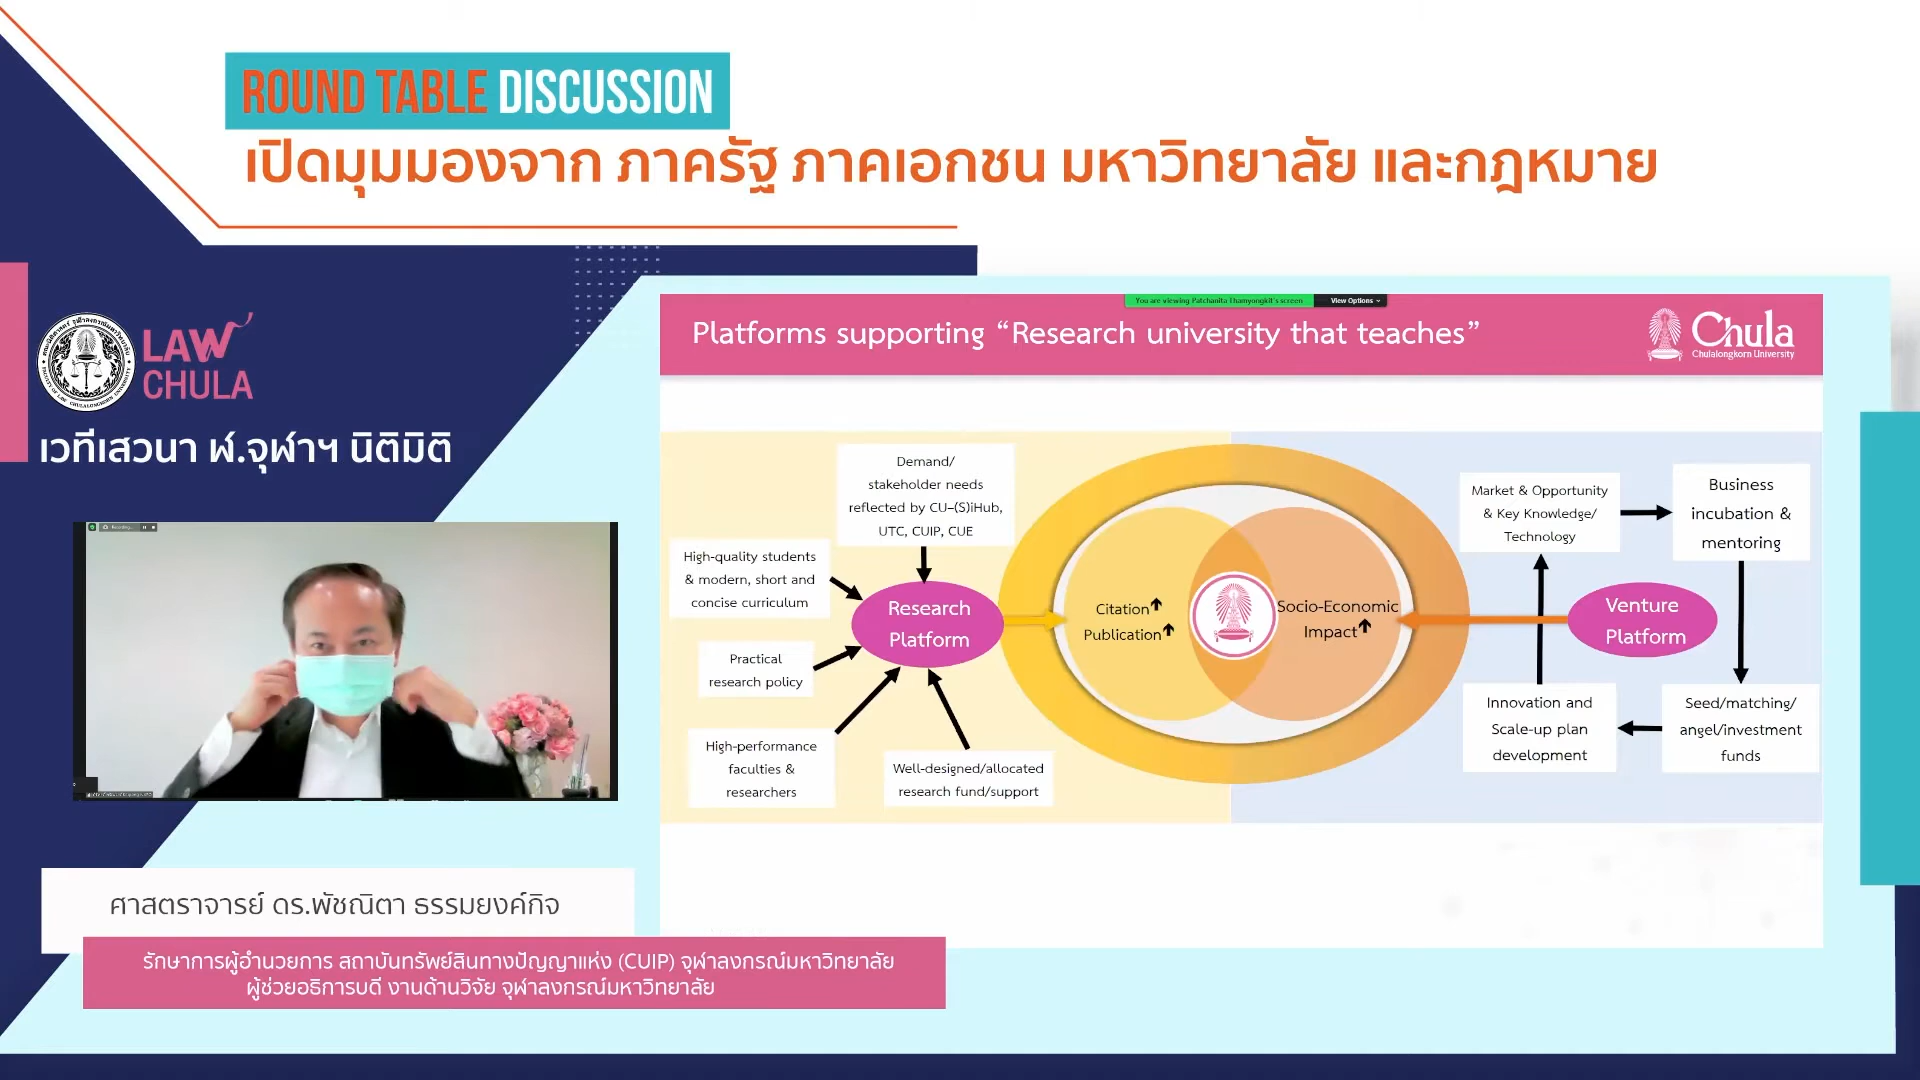 ROUND TABLE DISCUSSION
เปิดมุมมองจาก ภาครัฐ ภาคเอกชน มหาวิทยาลัย และกฎหมาย
LAW
CHULA
เวทีเสวนา ฬ.จุฬาฯ นิติมิติ
Recording...
ศาสตราจารย์ ดร.พัชณิตา ธรรมยงค์กิจ
รักษาการผู้อำนวยการ สถาบันทรัพย์สินทางปัญญาแห่ง (CUIP) จุฬาลงกรณ์มหาวิทยาลัย
ผู้ช่วยอธิการบดี งานด้านวิจัย จุฬาลงกรณ์มหาวิทยาลัย
You are viewing Patchanita Thamyongkit's screen
View Options
Platforms supporting “Research university that teaches”
Chula
Chulalongkorn University
Demand/
stakeholder needs
reflected by CU-(S)iHub,
UTC, CUIP, CUE
High-quality students
& modern, short and
concise curriculum
Practical
research policy
High-performance
faculties &
researchers
Well-designed/allocated
research fund/support
Research
Platform
Citation
Publication
Socio-Economic
Impact
Venture
Platform
Market & Opportunity
& Key Knowledge/
Technology
Business
incubation &
mentoring
Seed/matching/
angel/investment
funds
Innovation and
Scale-up plan
development